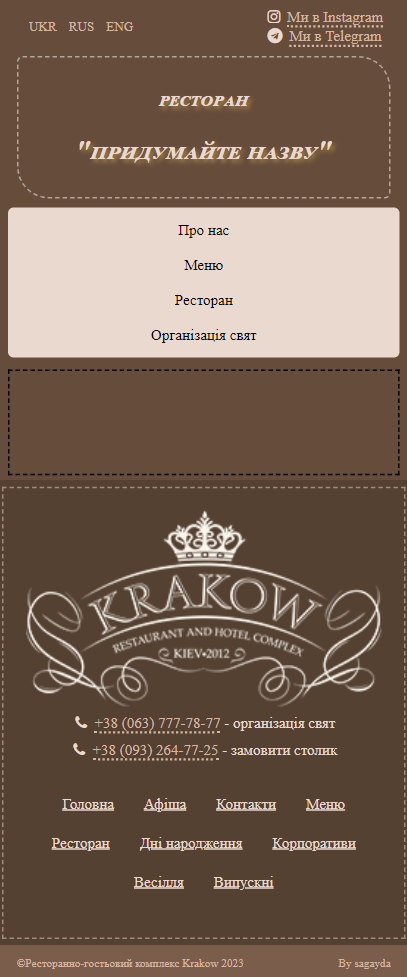 UKR RUS ENG
Ми в Instagram
Ми в Telegram
РЕСТОРАН
"ПРИДУМАЙТЕ НАЗВУ"
Про нас
Меню
Ресторан
Організація свят
KRAKOW
RESTAURANT AND HOTEL COMPLEX
KIEV•2012
+38 (063) 777-78-77 - організація свят
+38 (093) 264-77-25 - замовити столик
Головна Афіша Контакти Меню
Ресторан Дні народження Корпоративи
Весілля Випускні
©Ресторанно-гостьовий комплекс Krakow 2023 By sagayda